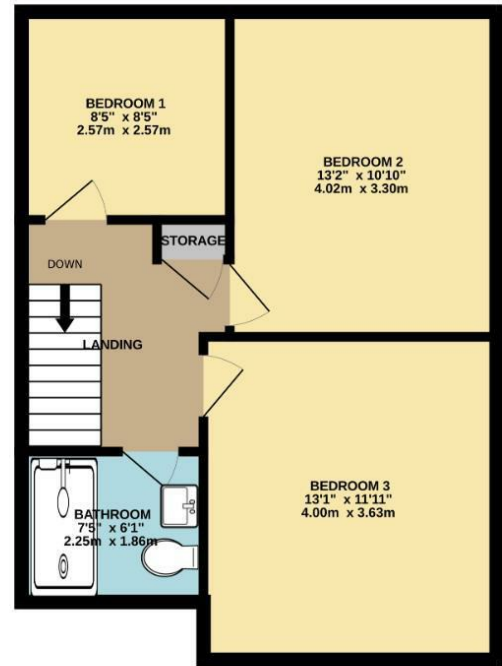 BEDROOM 1
8'5" x 8'5"
2.57m x 2.57m
BEDROOM 2
13'2" x 10'10"
4.02m x 3.30m
STORAGE
DOWN
LANDING
BEDROOM 3
13'1" x 11'11"
4.00m x 3.63m
BATHROOM
7'5" x 6'1"
2.25m x 1.86m